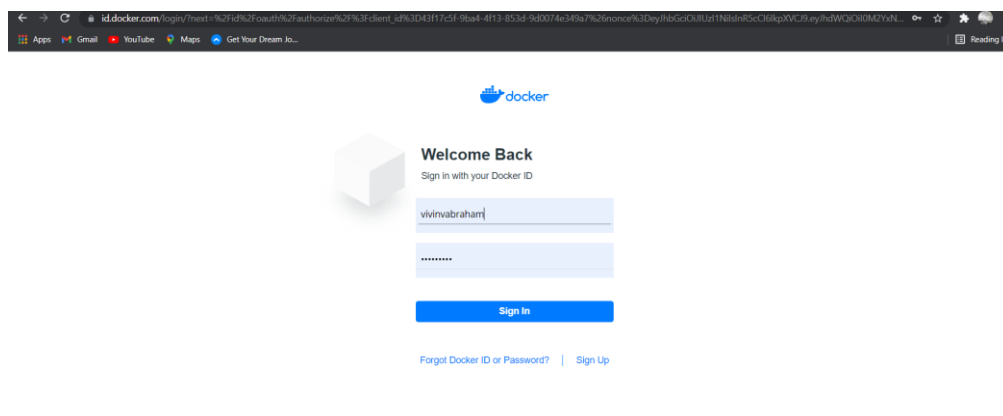 id.docker.com/login/?next=%2Fid%2Foauth%2Fauthorize%2F%3Fclient_id%3D43f17c5f-9ba4-4f13-853d-9d0074e349a7%26nonce%3DeyJhbGciOiJIUzI1NiIsInR5cCI6IkpXVCJ9.eyJhdWQiOiI0M2YxN...
Apps Gmail YouTube Maps Get Your Dream Jo... Reading
docker
Welcome Back
Sign in with your Docker ID
vivinvabraham
•••••••••
Sign In
Forgot Docker ID or Password? | Sign Up